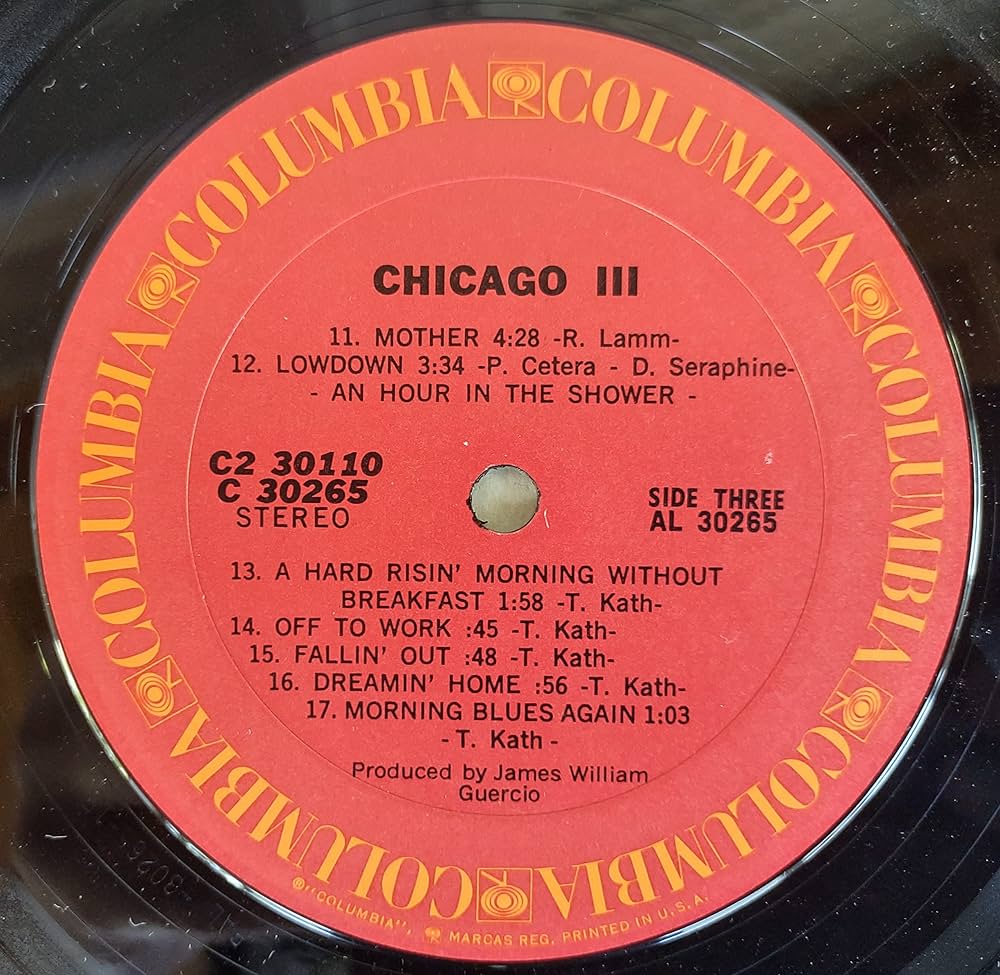 COLUMBIA COLUMBIA COLUMBIA COLUMBIA COLUMBIA COLUMBIA COLUMBIA COLUMBIA
CHICAGO III
11. MOTHER 4:28 -R. Lamm-
12. LOWDOWN 3:34 -P. Cetera - D. Seraphine-
- AN HOUR IN THE SHOWER -
C2 30110
C 30265
STEREO
SIDE THREE
AL 30265
13. A HARD RISIN' MORNING WITHOUT
BREAKFAST 1:58 -T. Kath-
14. OFF TO WORK :45 -T. Kath-
15. FALLIN' OUT :48 -T. Kath-
16. DREAMIN' HOME :56 -T. Kath-
17. MORNING BLUES AGAIN 1:03
- T. Kath -
Produced by James William
Guercio
®"COLUMBIA", MARCAS REG. PRINTED IN U.S.A.